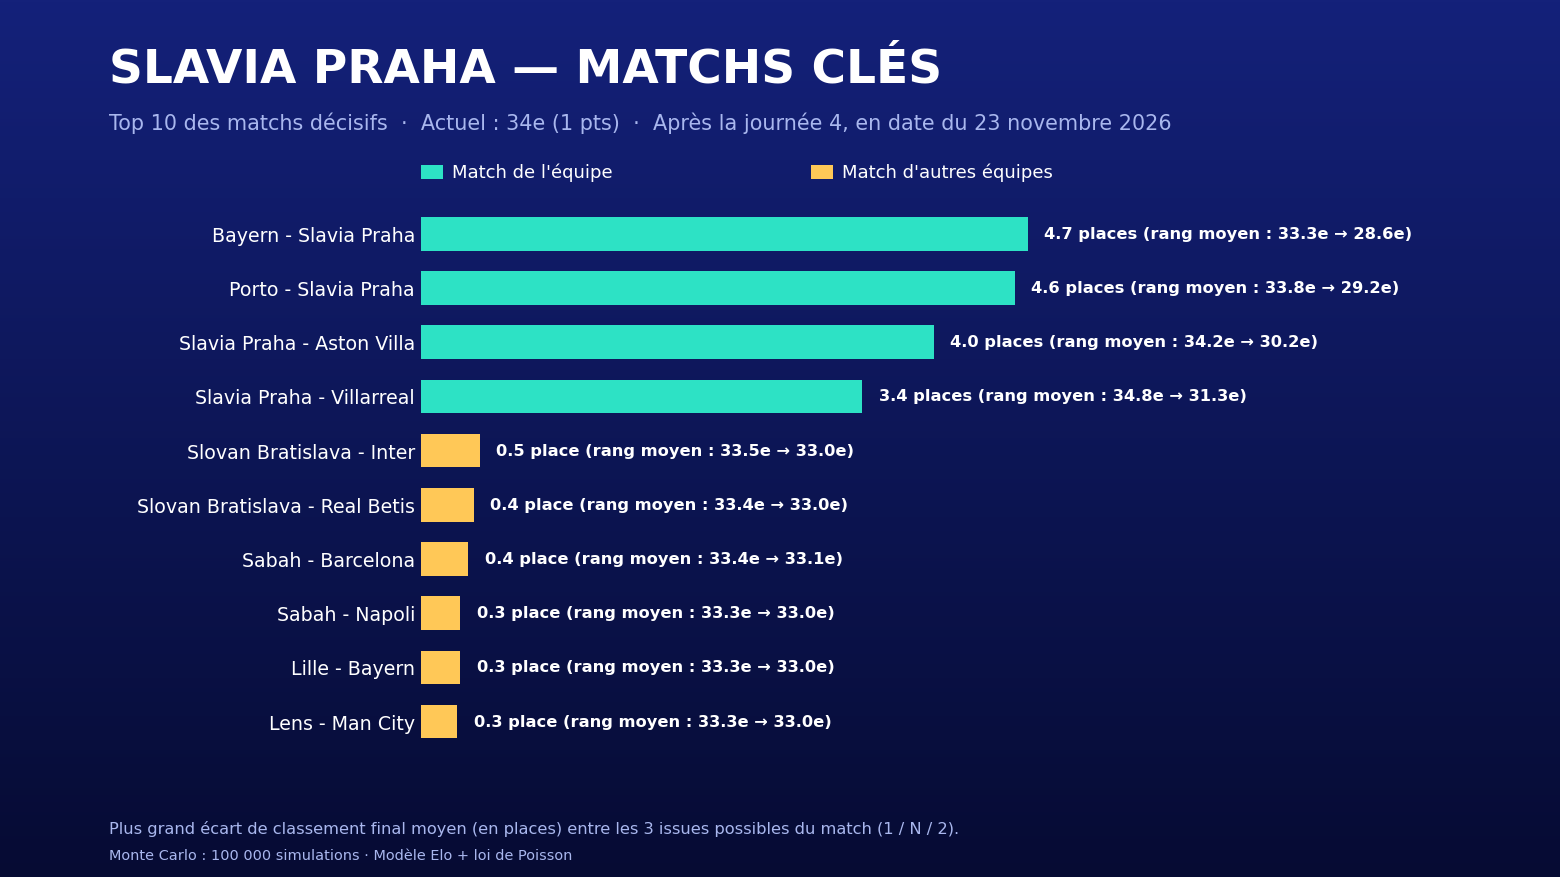 SLAVIA PRAHA — MATCHS CLÉS
Top 10 des matchs décisifs · Actuel : 34e (1 pts) · Après la journée 4, en date du 23 novembre 2026
Match de l'équipe
Match d'autres équipes
Bayern - Slavia Praha 4.7 places (rang moyen : 33.3e → 28.6e)
Porto - Slavia Praha 4.6 places (rang moyen : 33.8e → 29.2e)
Slavia Praha - Aston Villa 4.0 places (rang moyen : 34.2e → 30.2e)
Slavia Praha - Villarreal 3.4 places (rang moyen : 34.8e → 31.3e)
Slovan Bratislava - Inter 0.5 place (rang moyen : 33.5e → 33.0e)
Slovan Bratislava - Real Betis 0.4 place (rang moyen : 33.4e → 33.0e)
Sabah - Barcelona 0.4 place (rang moyen : 33.4e → 33.1e)
Sabah - Napoli 0.3 place (rang moyen : 33.3e → 33.0e)
Lille - Bayern 0.3 place (rang moyen : 33.3e → 33.0e)
Lens - Man City 0.3 place (rang moyen : 33.3e → 33.0e)
Plus grand écart de classement final moyen (en places) entre les 3 issues possibles du match (1 / N / 2).
Monte Carlo : 100 000 simulations · Modèle Elo + loi de Poisson